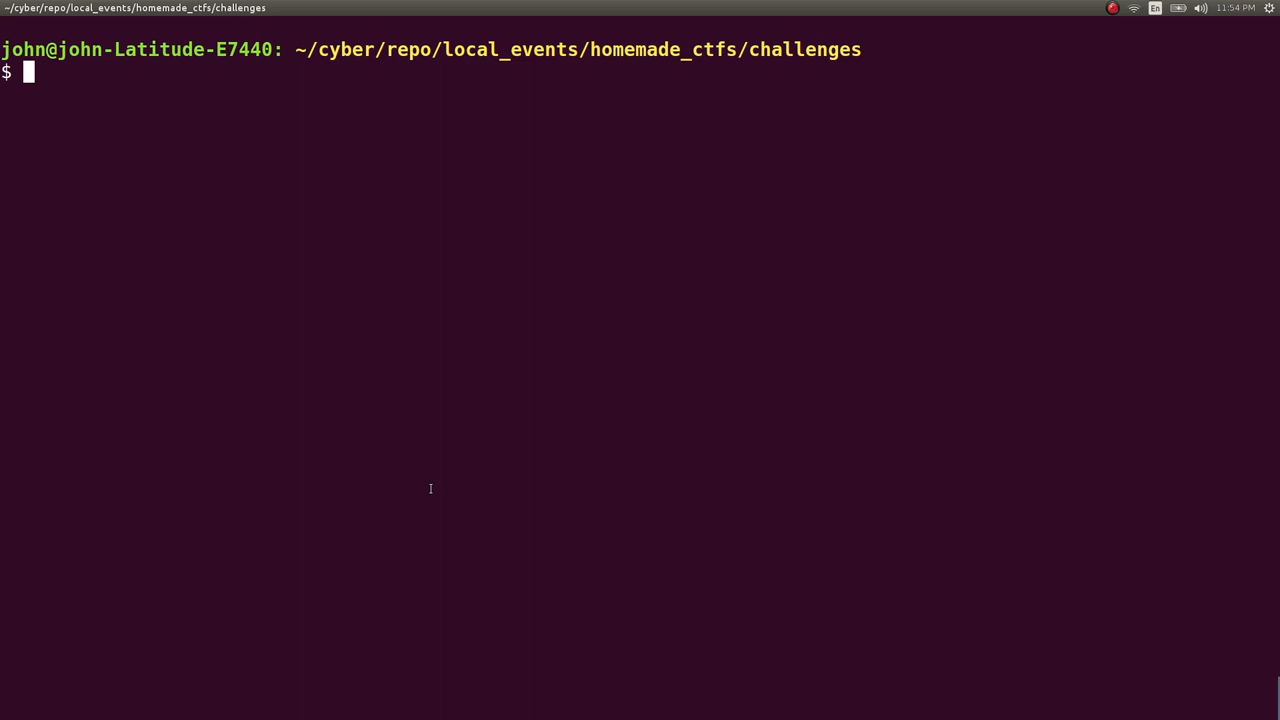 ~/cyber/repo/local_events/homemade_ctfs/challenges
En
11:54 PM
john@john-Latitude-E7440: ~/cyber/repo/local_events/homemade_ctfs/challenges
$